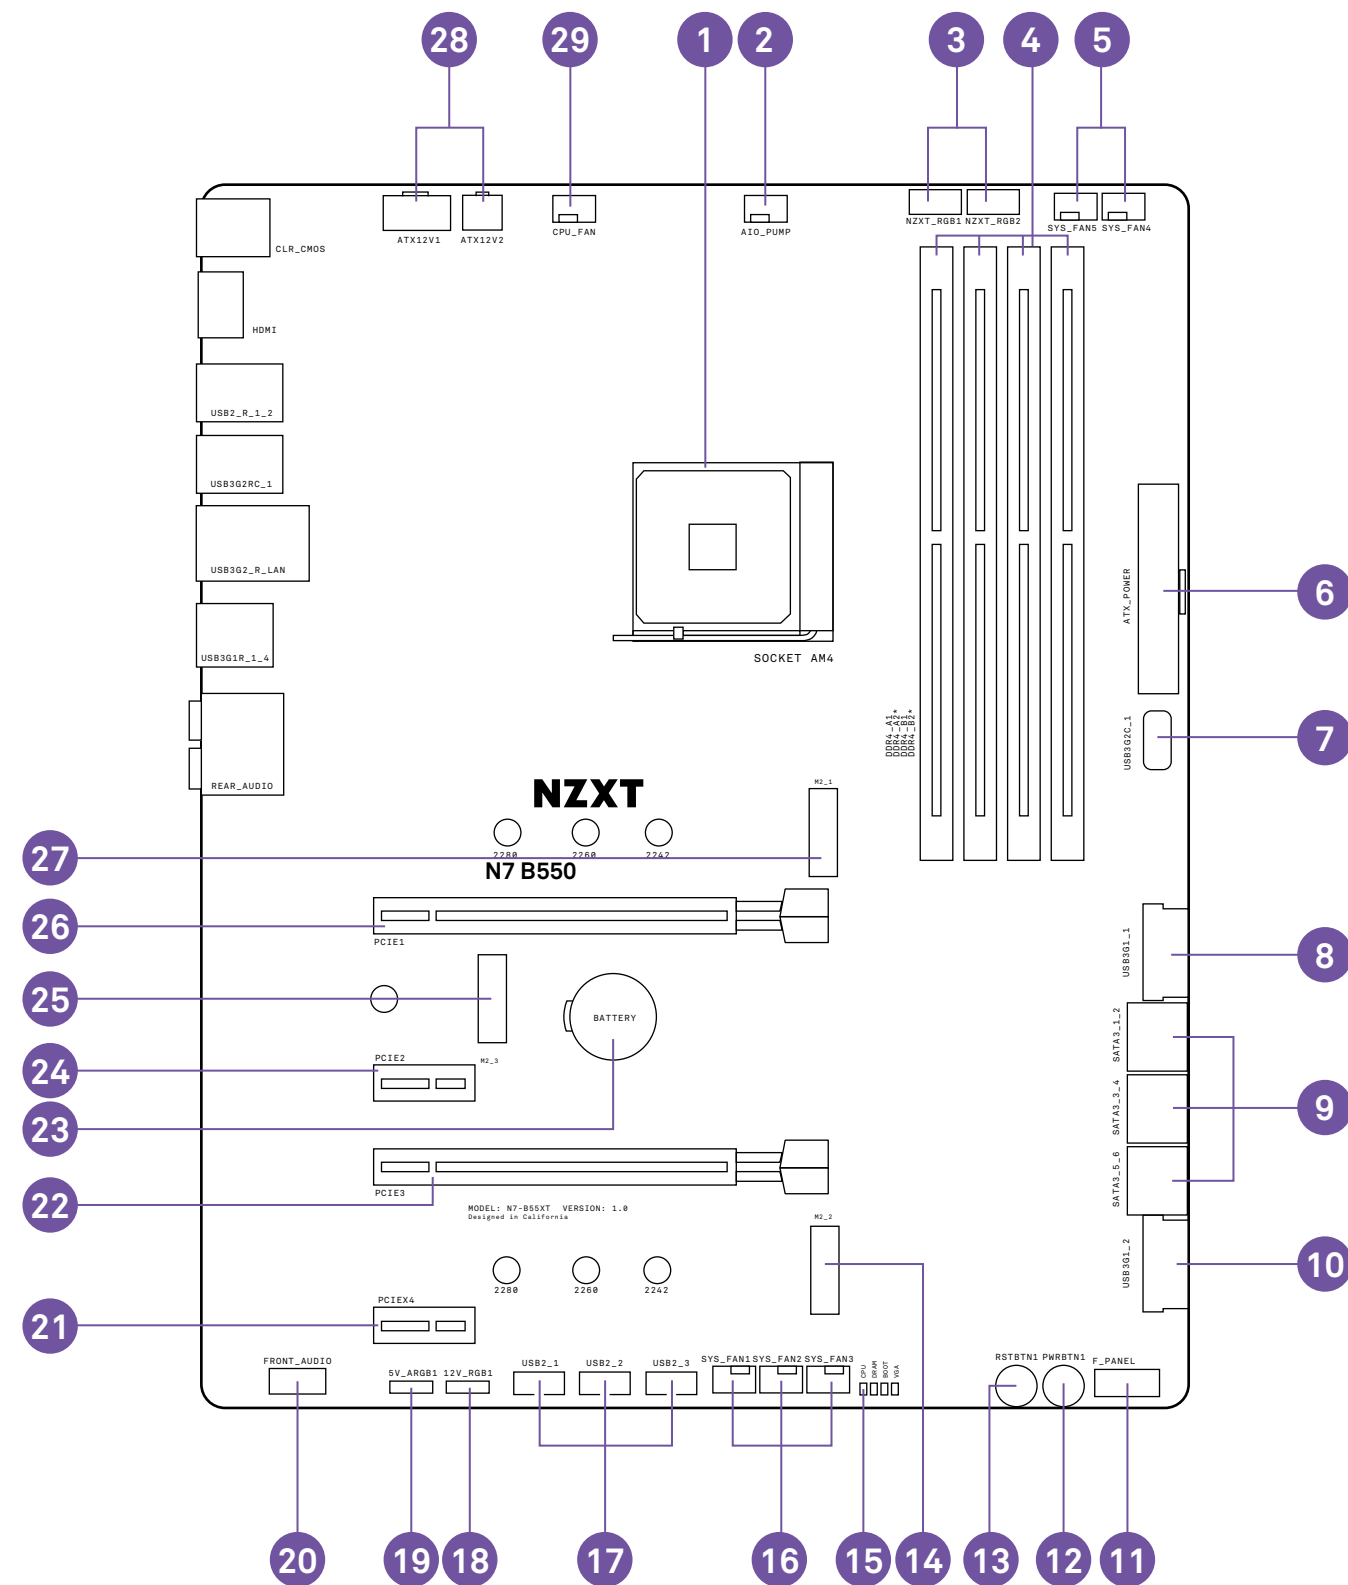 28
29
1
2
3
4
5
ATX12V1
ATX12V2
CPU_FAN
AIO_PUMP
NZXT_RGB1
NZXT_RGB2
SYS_FAN5
SYS_FAN4
CLR_CMOS
HDMI
USB2_R_1_2
USB3G2RC_1
USB3G2_R_LAN
USB3G1R_1_4
REAR_AUDIO
SOCKET AM4
ATX_POWER
6
USB3G2C_1
7
DDR4_A1
DDR4_A2*
DDR4_B1
DDR4_B2*
NZXT
M2_1
2280
2260
2242
27
N7 B550
26
PCIE1
USB3G1_1
8
25
BATTERY
SATA3_1_2
24
PCIE2
M2_3
SATA3_3_4
9
23
SATA3_5_6
22
PCIE3
MODEL: N7-B55XT VERSION: 1.0
Designed in California
M2_2
USB3G1_2
10
2280
2260
2242
21
PCIEX4
FRONT_AUDIO
5V_ARGB1
12V_RGB1
USB2_1
USB2_2
USB2_3
SYS_FAN1
SYS_FAN2
SYS_FAN3
CPU
DRAM
BOOT
VGA
RSTBTN1
PWRBTN1
F_PANEL
20
19
18
17
16
15
14
13
12
11